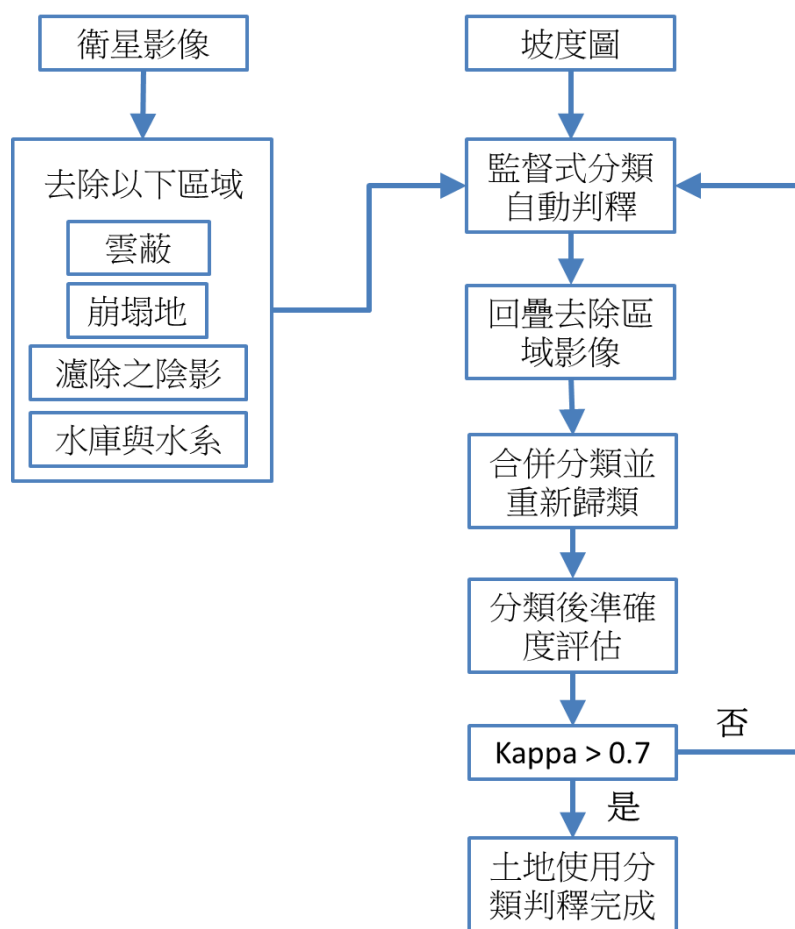 衛星影像
去除以下區域
雲蔽
崩塌地
濾除之陰影
水庫與水系
坡度圖
監督式分類
自動判釋
回疊去除區
域影像
合併分類並
重新歸類
分類後準確
度評估
Kappa > 0.7
否
是
土地使用分
類判釋完成